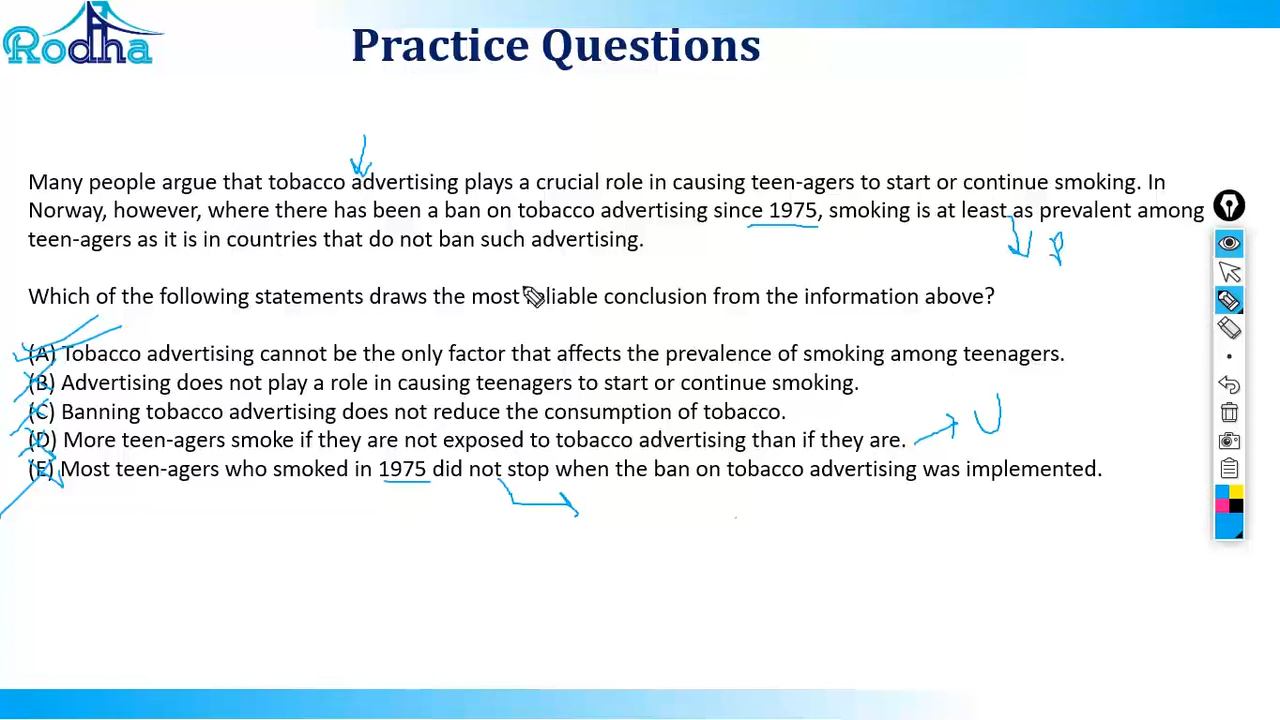 Rodha
Practice Questions
Many people argue that tobacco advertising plays a crucial role in causing teen-agers to start or continue smoking. In
Norway, however, where there has been a ban on tobacco advertising since 1975, smoking is at least as prevalent among
teen-agers as it is in countries that do not ban such advertising.
Which of the following statements draws the most liable conclusion from the information above?
(A) Tobacco advertising cannot be the only factor that affects the prevalence of smoking among teenagers.
(B) Advertising does not play a role in causing teenagers to start or continue smoking.
(C) Banning tobacco advertising does not reduce the consumption of tobacco.
(D) More teen-agers smoke if they are not exposed to tobacco advertising than if they are.
(E) Most teen-agers who smoked in 1975 did not stop when the ban on tobacco advertising was implemented.